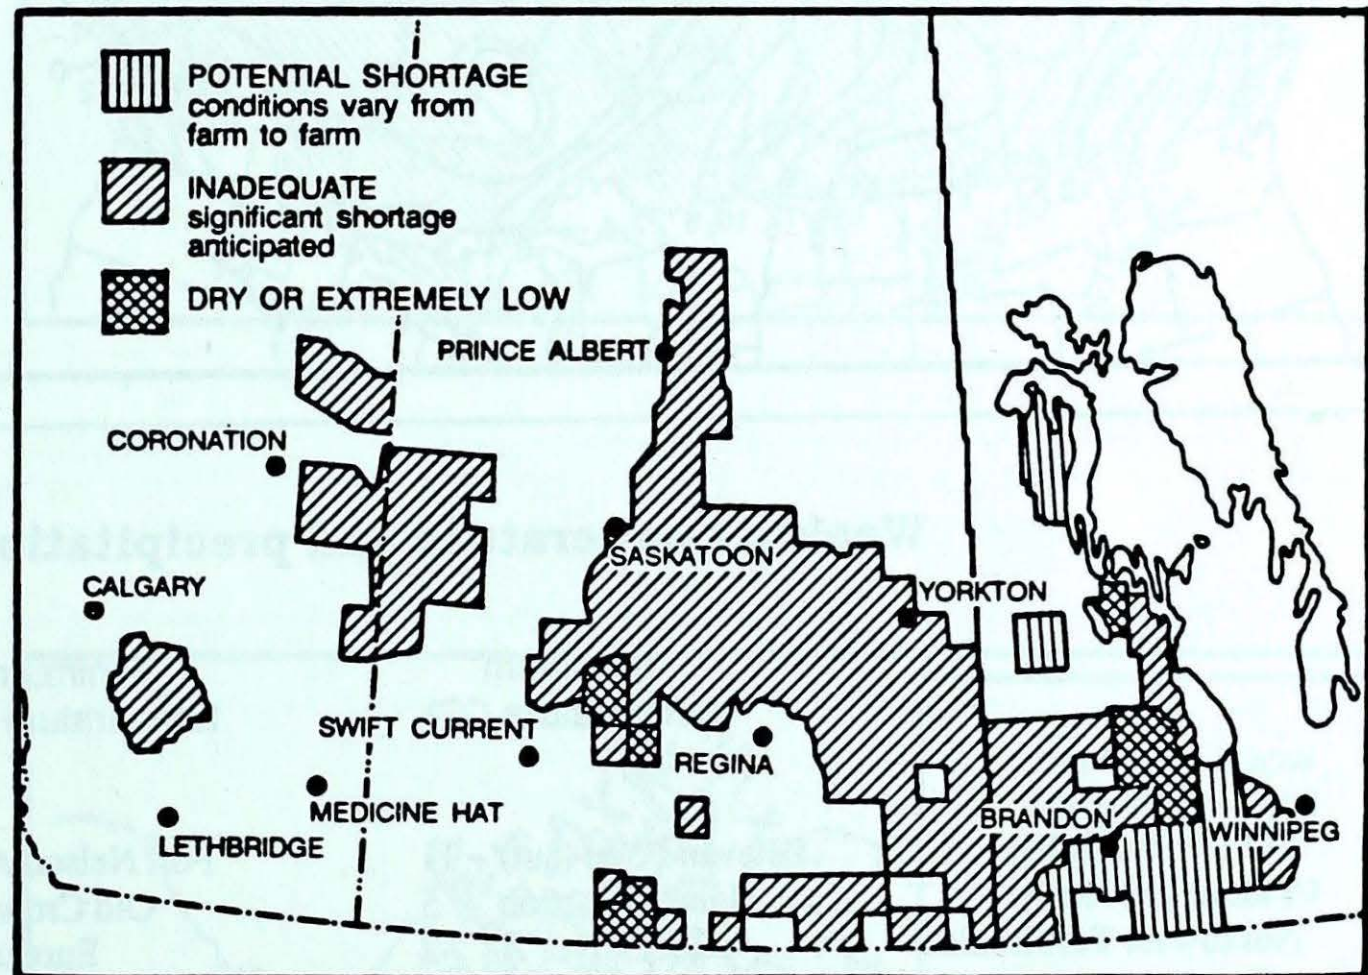 POTENTIAL SHORTAGE
conditions vary from
farm to farm
INADEQUATE
significant shortage
anticipated
DRY OR EXTREMELY LOW
PRINCE ALBERT
CORONATION
SASKATOON
CALGARY
YORKTON
SWIFT CURRENT
REGINA
MEDICINE HAT
BRANDON
WINNIPEG
LETHBRIDGE